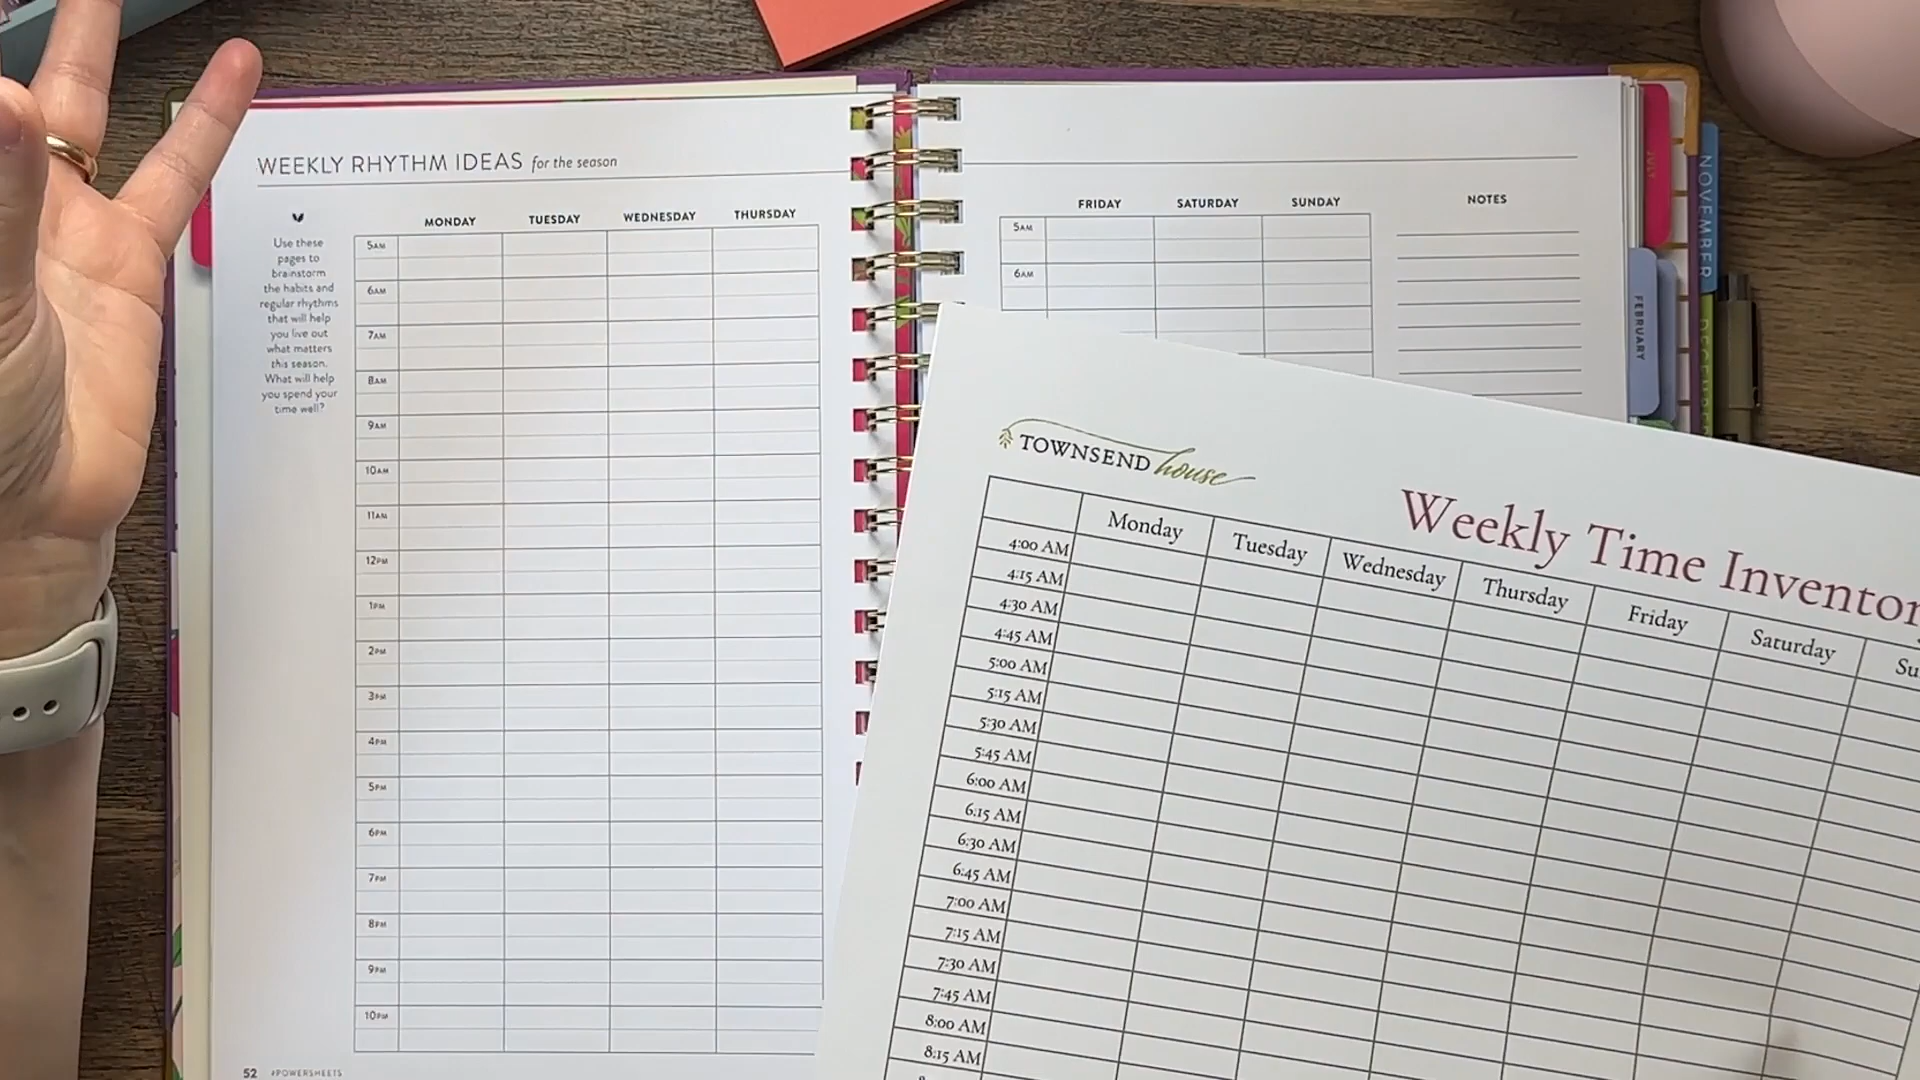 WEEKLY RHYTHM IDEAS for the season
Use these
pages to
brainstorm
the habits and
regular rhythms
that will help
you live out
what matters
this season.
What will help
you spend your
time well?
MONDAY TUESDAY WEDNESDAY THURSDAY
5AM
6AM
7AM
8AM
9AM
10AM
11AM
12PM
1PM
2PM
3PM
4PM
5PM
6PM
7PM
8PM
9PM
10PM
52 #POWERSHEETS
FRIDAY SATURDAY SUNDAY NOTES
5AM
6AM
JULY
NOVEMBER
FEBRUARY
TOWNSEND house
Weekly Time Inventory
Monday Tuesday Wednesday Thursday Friday Saturday Su
4:00 AM
4:15 AM
4:30 AM
4:45 AM
5:00 AM
5:15 AM
5:30 AM
5:45 AM
6:00 AM
6:15 AM
6:30 AM
6:45 AM
7:00 AM
7:15 AM
7:30 AM
7:45 AM
8:00 AM
8:15 AM